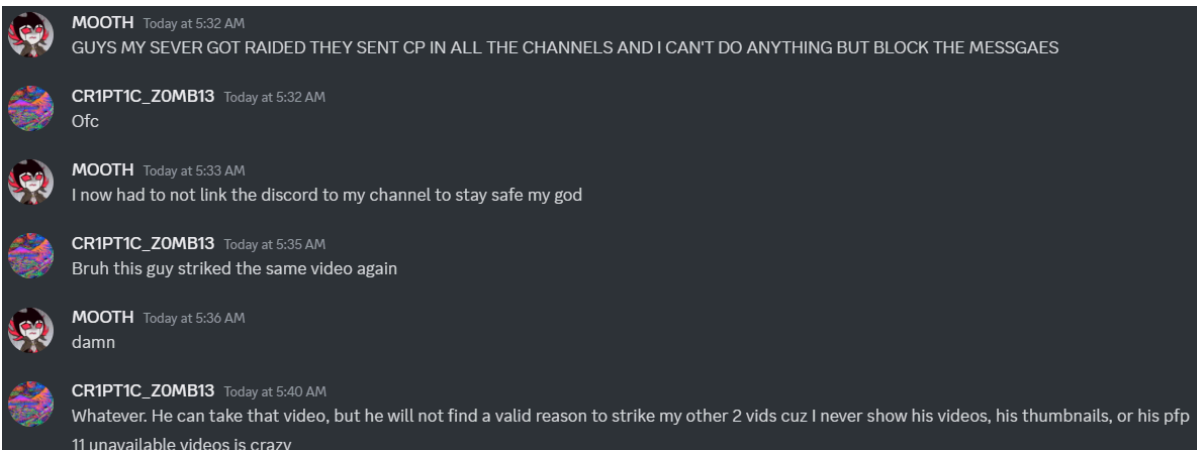 MOOTH Today at 5:32 AM
GUYS MY SEVER GOT RAIDED THEY SENT CP IN ALL THE CHANNELS AND I CAN'T DO ANYTHING BUT BLOCK THE MESSGAES
CR1PT1C_Z0MB13 Today at 5:32 AM
Ofc
MOOTH Today at 5:33 AM
I now had to not link the discord to my channel to stay safe my god
CR1PT1C_Z0MB13 Today at 5:35 AM
Bruh this guy striked the same video again
MOOTH Today at 5:36 AM
damn
CR1PT1C_Z0MB13 Today at 5:40 AM
Whatever. He can take that video, but he will not find a valid reason to strike my other 2 vids cuz I never show his videos, his thumbnails, or his pfp
11 unavailable videos is crazy